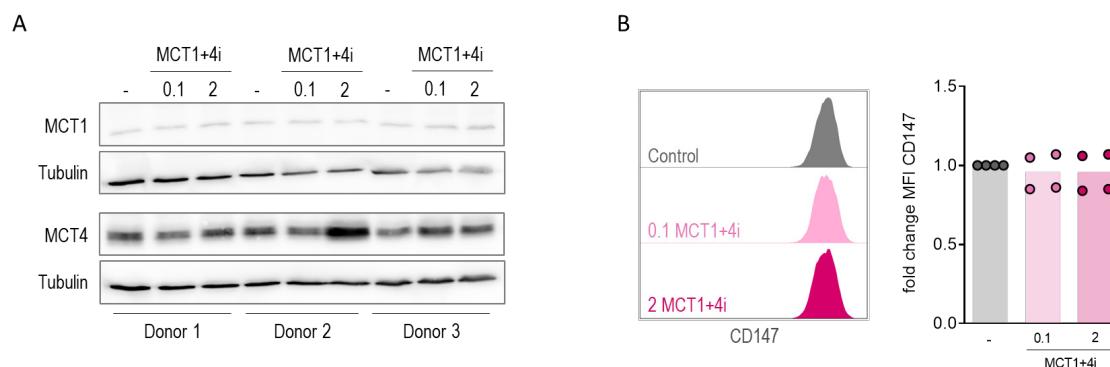 A
MCT1+4i MCT1+4i MCT1+4i
- 0.1 2 - 0.1 2 - 0.1 2
MCT1
Tubulin
MCT4
Tubulin
Donor 1 Donor 2 Donor 3
B
Control
0.1 MCT1+4i
2 MCT1+4i
CD147
fold change MFI CD147
1.5
1.0
0.5
0.0
- 0.1 2
MCT1+4i